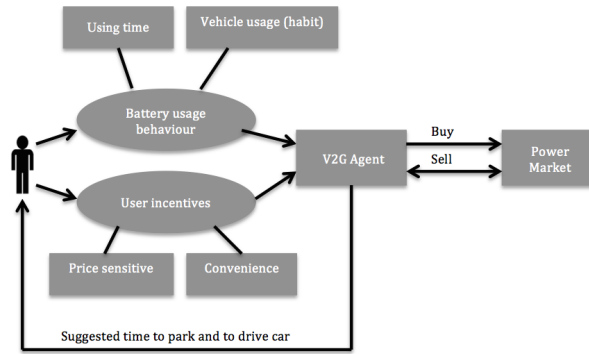 Using time
Vehicle usage (habit)
Battery usage
behaviour
V2G Agent
Buy
Sell
Power
Market
User incentives
Price sensitive
Convenience
Suggested time to park and to drive car